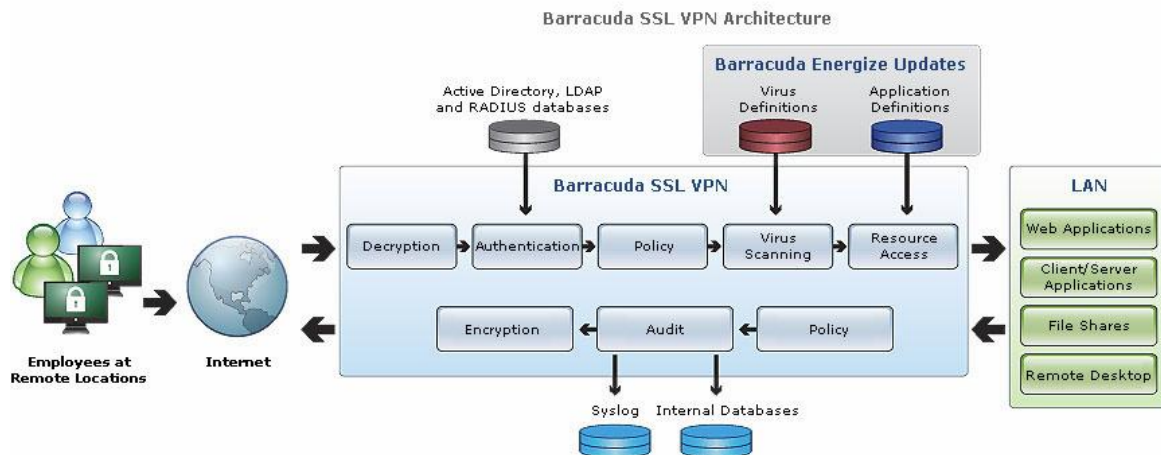 Barracuda SSL VPN Architecture
Barracuda Energize Updates
Active Directory, LDAP
and RADIUS databases
Virus
Definitions
Application
Definitions
Barracuda SSL VPN
LAN
Decryption
Authentication
Policy
Virus
Scanning
Resource
Access
Web Applications
Client/Server
Applications
File Shares
Remote Desktop
Encryption
Audit
Policy
Employees at
Remote Locations
Internet
Syslog
Internal Databases